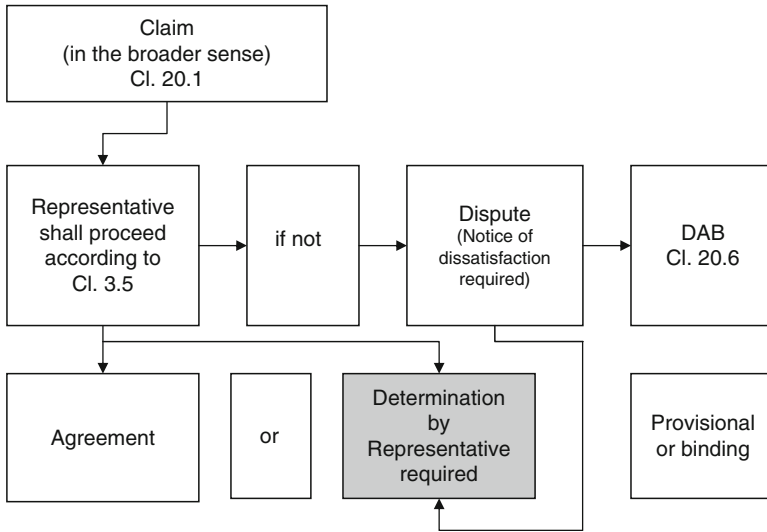 Claim
(in the broader sense)
Cl. 20.1
Representative
shall proceed
according to
Cl. 3.5
if not
Dispute
(Notice of
dissatisfaction
required)
DAB
Cl. 20.6
Agreement
or
Determination
by
Representative
required
Provisional
or binding